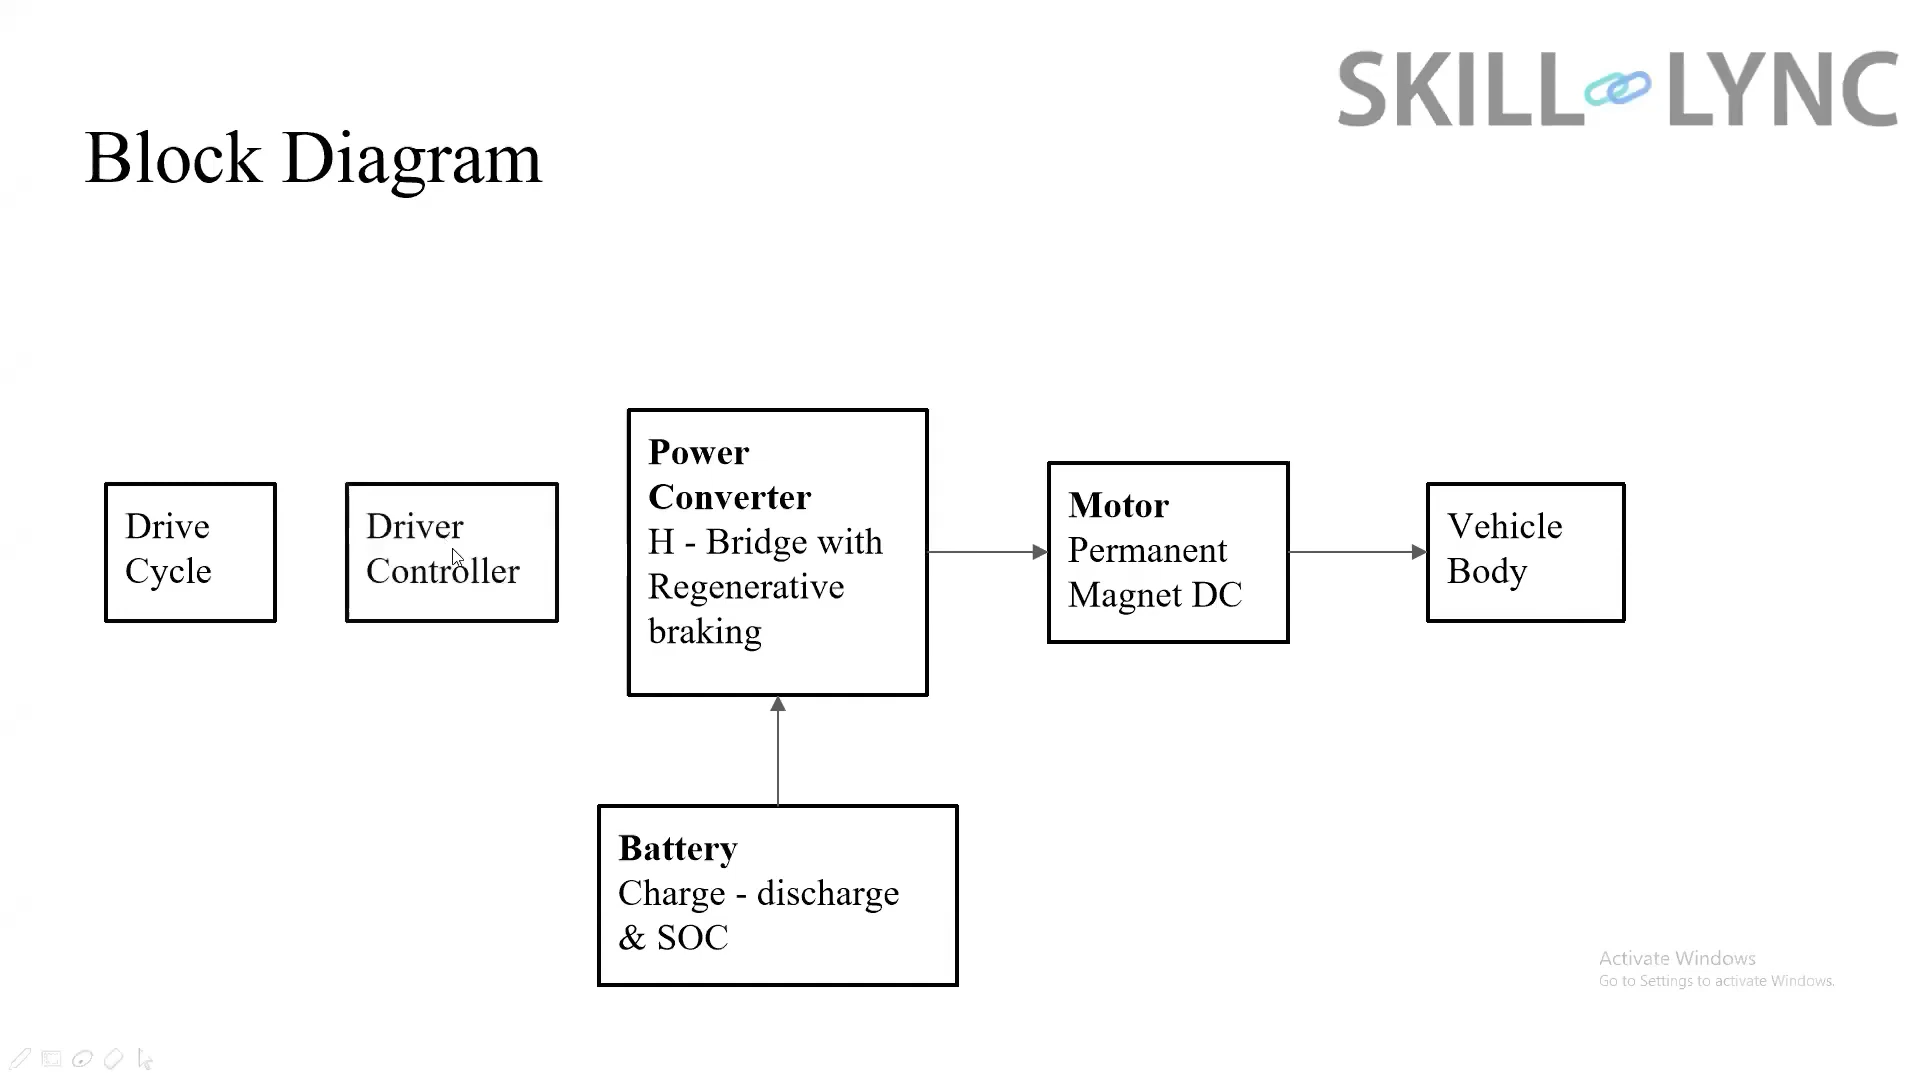 SKILL LYNC
Block Diagram
Drive
Cycle
Driver
Controller
Power
Converter
H - Bridge with
Regenerative
braking
Motor
Permanent
Magnet DC
Vehicle
Body
Battery
Charge - discharge
& SOC
Activate Windows
Go to Settings to activate Windows.